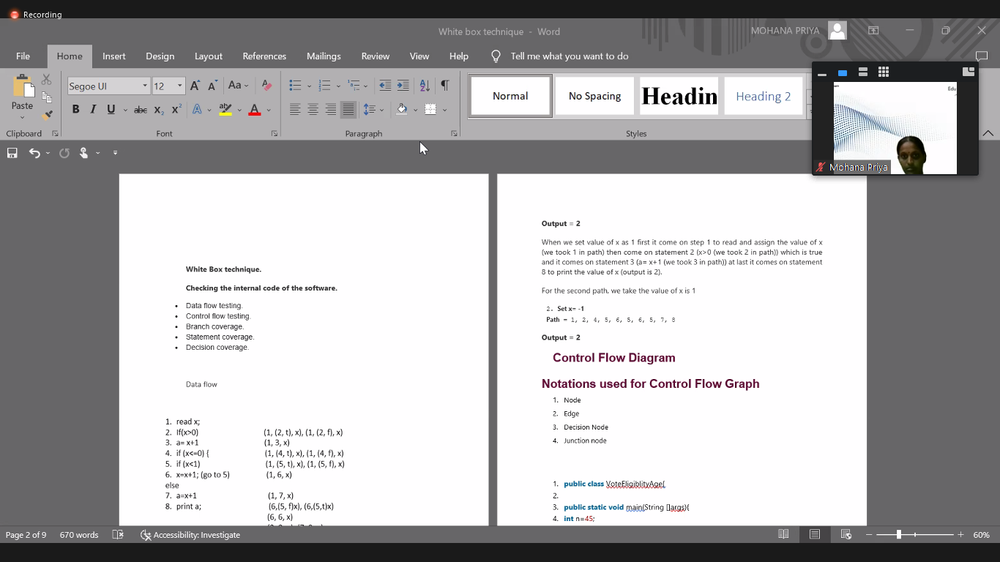 Recording
White box technique - Word
MOHANA PRIYA
File Home Insert Design Layout References Mailings Review View Help Tell me what you want to do
Paste
Segoe UI 12
Aa
B I U abc X₂ X² A ab A
Normal No Spacing Headin Heading 2
Clipboard Font Paragraph Styles
Edu
Mohana Priya
White Box technique.
Checking the internal code of the software.
• Data flow testing.
• Control flow testing.
• Branch coverage.
• Statement coverage.
• Decision coverage.
Data flow
1. read x;
2. If(x>0) (1, (2, t), x), (1, (2, f), x)
3. a= x+1 (1, 3, x)
4. if (x<=0) { (1, (4, t), x), (1, (4, f), x)
5. if (x<1) (1, (5, t), x), (1, (5, f), x)
6. x=x+1; (go to 5) (1, 6, x)
else
7. a=x+1 (1, 7, x)
8. print a; (6,(5, f)x), (6,(5,t)x)
(6, 6, x)
Output = 2
When we set value of x as 1 first it come on step 1 to read and assign the value of x
(we took 1 in path) then come on statement 2 (x>0 (we took 2 in path)) which is true
and it comes on statement 3 (a= x+1 (we took 3 in path)) at last it comes on statement
8 to print the value of x (output is 2).
For the second path, we take the value of x is 1
2. Set x= -1
Path = 1, 2, 4, 5, 6, 5, 6, 5, 7, 8
Output = 2
Control Flow Diagram
Notations used for Control Flow Graph
1. Node
2. Edge
3. Decision Node
4. Junction node
1. public class VoteEligiblityAge{
2.
3. public static void main(String []args){
4. int n=45;
Page 2 of 9 670 words Accessibility: Investigate 60%